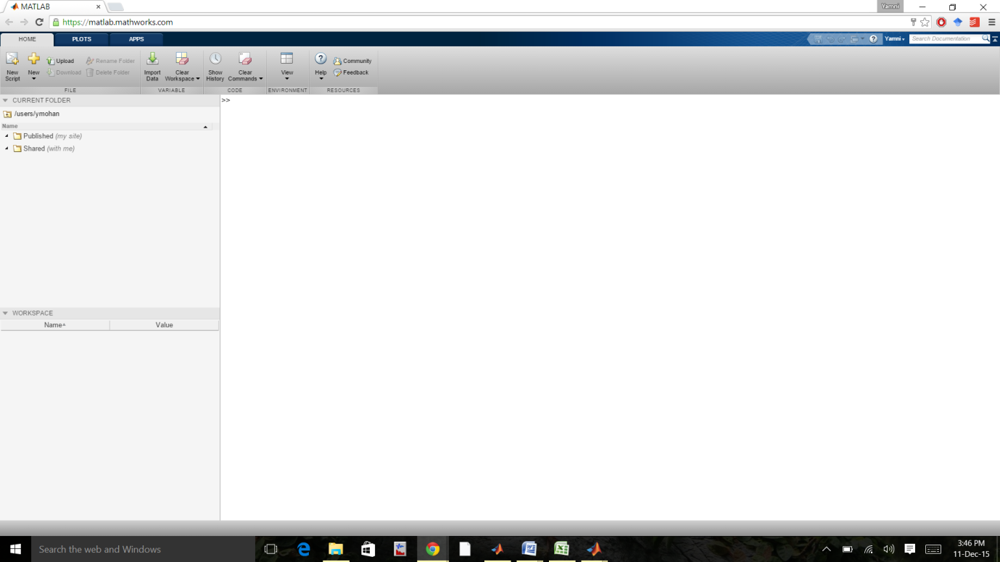 MATLAB
Yamni
https://matlab.mathworks.com
HOME PLOTS APPS
Yamni
Search Documentation
New Script
New
Upload
Download
Rename Folder
Delete Folder
Import Data
Clear Workspace
Show History
Clear Commands
View
Help
Community
Feedback
FILE VARIABLE CODE ENVIRONMENT RESOURCES
CURRENT FOLDER
/users/ymohan
Name
Published (my site)
Shared (with me)
>>
WORKSPACE
Name Value
Search the web and Windows
3:46 PM
11-Dec-15